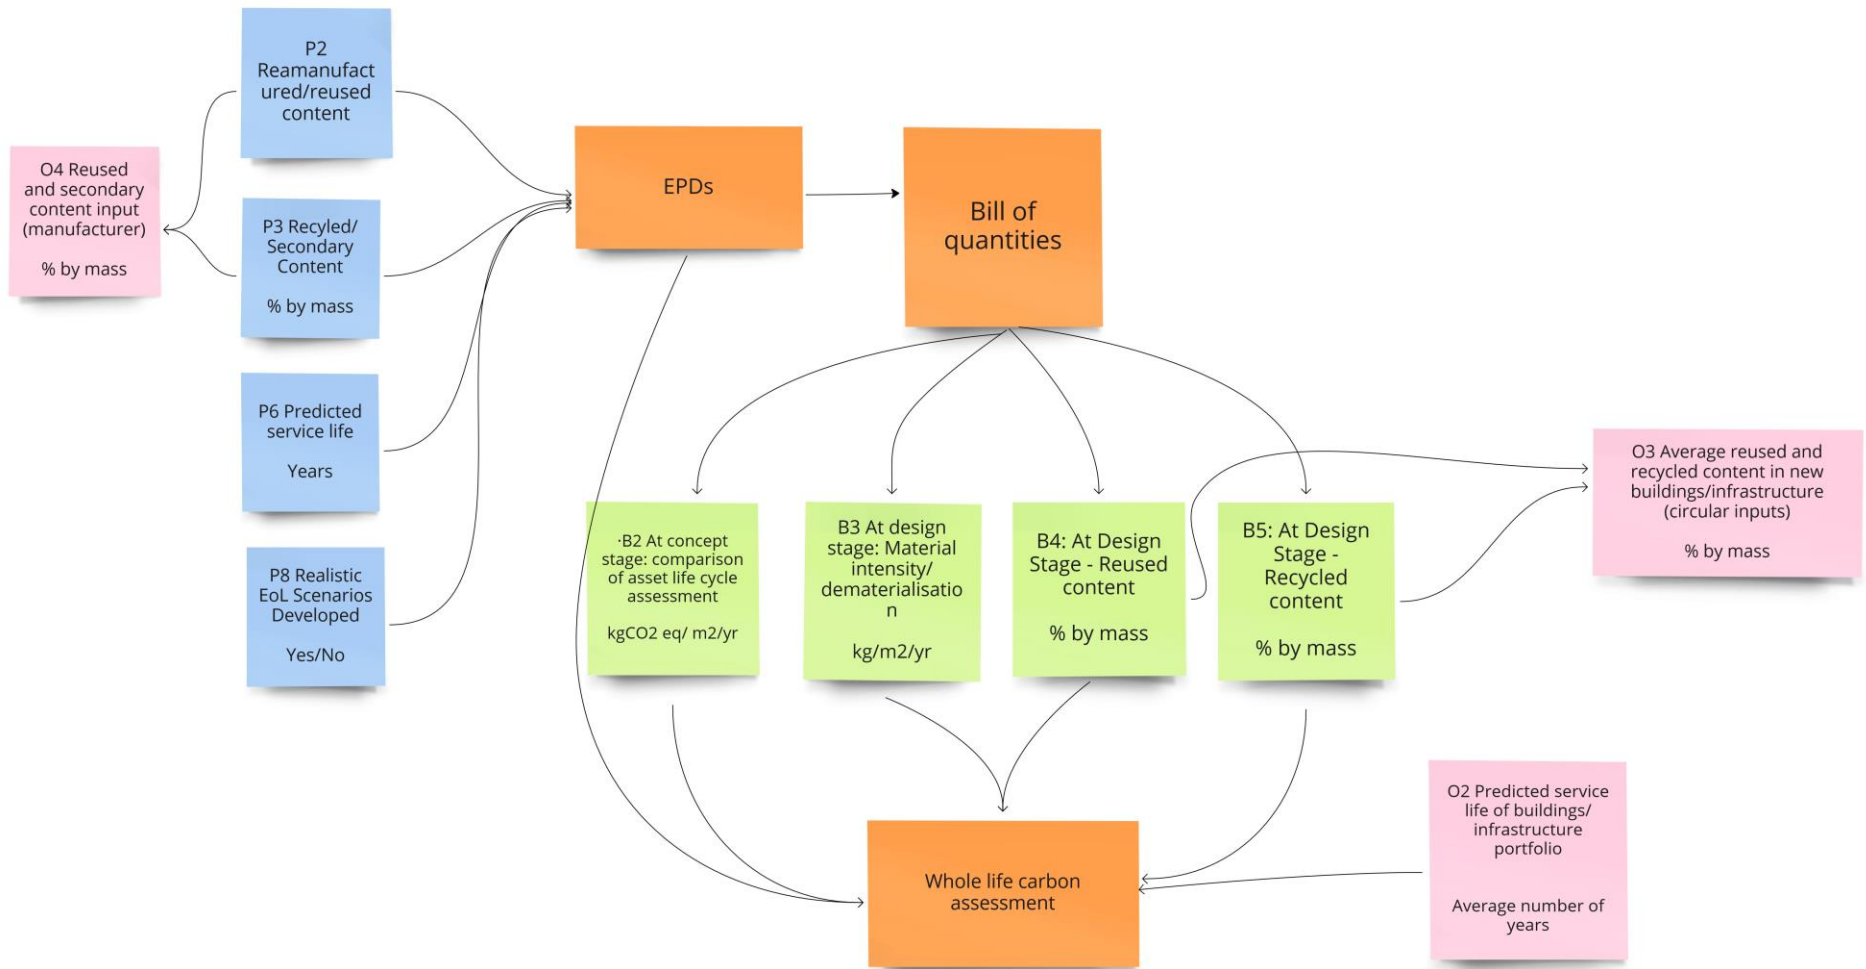 P2
Reamanufact
ured/reused
content
O4 Reused
and secondary
content input
(manufacturer)
% by mass
P3 Recyled/
Secondary
Content
% by mass
P6 Predicted
service life
Years
P8 Realistic
EoL Scenarios
Developed
Yes/No
EPDs
Bill of
quantities
·B2 At concept
stage: comparison
of asset life cycle
assessment
kgCO2 eq/ m2/yr
B3 At design
stage: Material
intensity/
dematerialisatio
n
kg/m2/yr
B4: At Design
Stage - Reused
content
% by mass
B5: At Design
Stage -
Recycled
content
% by mass
O3 Average reused and
recycled content in new
buildings/infrastructure
(circular inputs)
% by mass
O2 Predicted service
life of buildings/
infrastructure
portfolio
Average number of
years
Whole life carbon
assessment